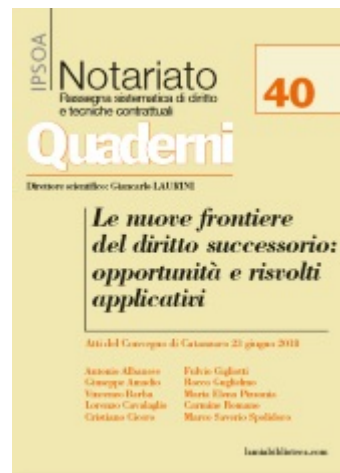 IPSOA
Notariato
Rassegna sistematica di diritto
e tecniche contrattuali
40
Quaderni
Direttore scientifico: Giancarlo LAURINI
Le nuove frontiere
del diritto successorio:
opportunità e risvolti
applicativi
Atti del Convegno di Catanzaro 23 giugno 2018
Antonio Albanese
Giuseppe Amadio
Vincenzo Barba
Lorenzo Cavalaglio
Cristiano Cicero
Fulvio Gigliotti
Rocco Guglielmo
Maria Elena
Carmine Romano
Marco Saverio Spolidoro
lamiabiblioteca.com